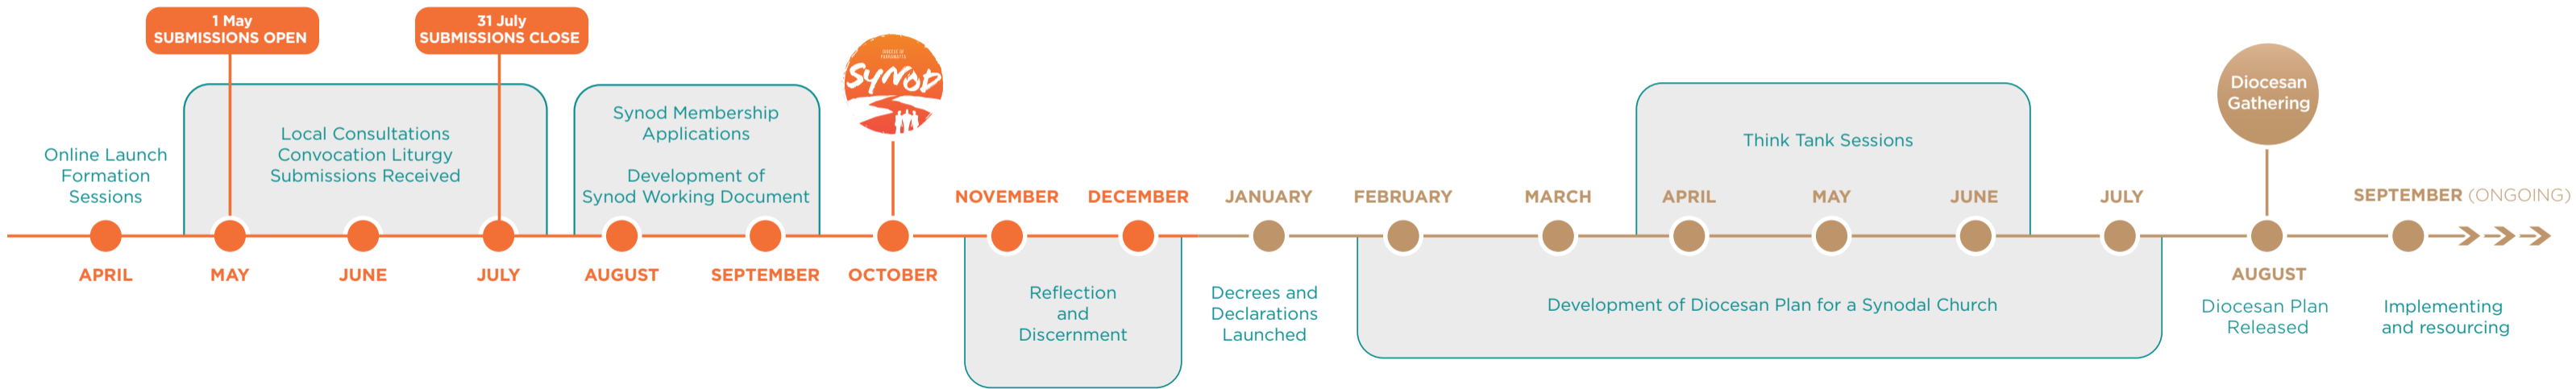 1 May
SUBMISSIONS OPEN
31 July
SUBMISSIONS CLOSE
Online Launch
Formation
Sessions
Local Consultations
Convocation Liturgy
Submissions Received
Synod Membership
Applications
Development of
Synod Working Document
DIOCESE OF
PARRAMATTA
SYNOD
NOVEMBER
DECEMBER
JANUARY
FEBRUARY
MARCH
Think Tank Sessions
APRIL
MAY
JUNE
JULY
Diocesan
Gathering
SEPTEMBER (ONGOING)
APRIL
MAY
JUNE
JULY
AUGUST
SEPTEMBER
OCTOBER
Reflection
and
Discernment
Decrees and
Declarations
Launched
Development of Diocesan Plan for a Synodal Church
AUGUST
Diocesan Plan
Released
Implementing
and resourcing